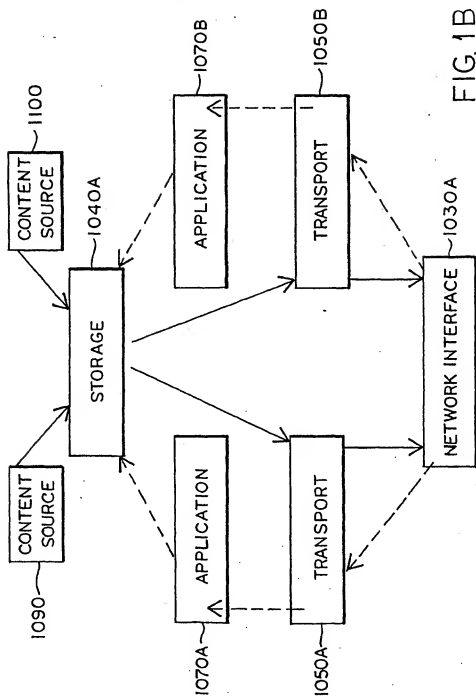 1090
CONTENT
SOURCE
CONTENT
SOURCE
1100
STORAGE
1040A
1070A
APPLICATION
APPLICATION
1070B
1050A
TRANSPORT
TRANSPORT
1050B
NETWORK INTERFACE
1030A
FIG. 1B